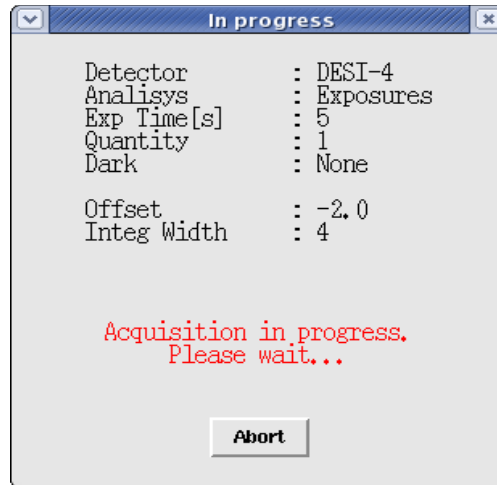 In progress
Detector : DESI-4
Analisys : Exposures
Exp Time[s] : 5
Quantity : 1
Dark : None
Offset : -2.0
Integ Width : 4
Acquisition in progress.
Please wait...
Abort